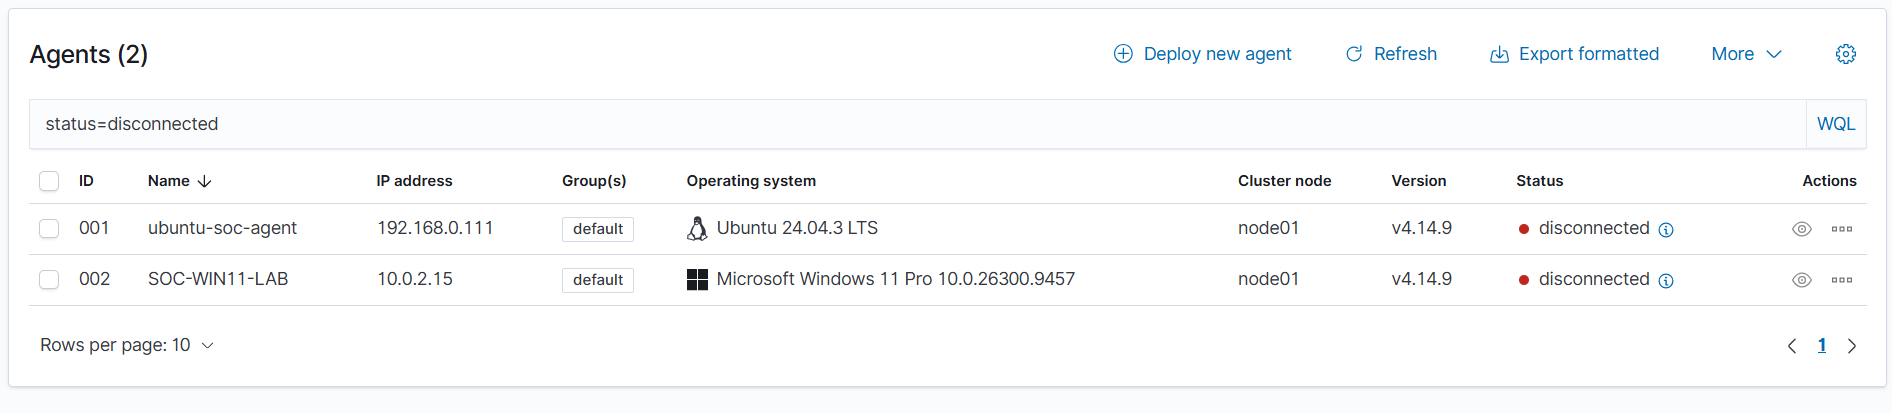 Agents (2)
Deploy new agent
Refresh
Export formatted
More
status=disconnected
WQL
ID Name IP address Group(s) Operating system Cluster node Version Status Actions
001 ubuntu-soc-agent 192.168.0.111 default Ubuntu 24.04.3 LTS node01 v4.14.9 disconnected
002 SOC-WIN11-LAB 10.0.2.15 default Microsoft Windows 11 Pro 10.0.26300.9457 node01 v4.14.9 disconnected
Rows per page: 10
1